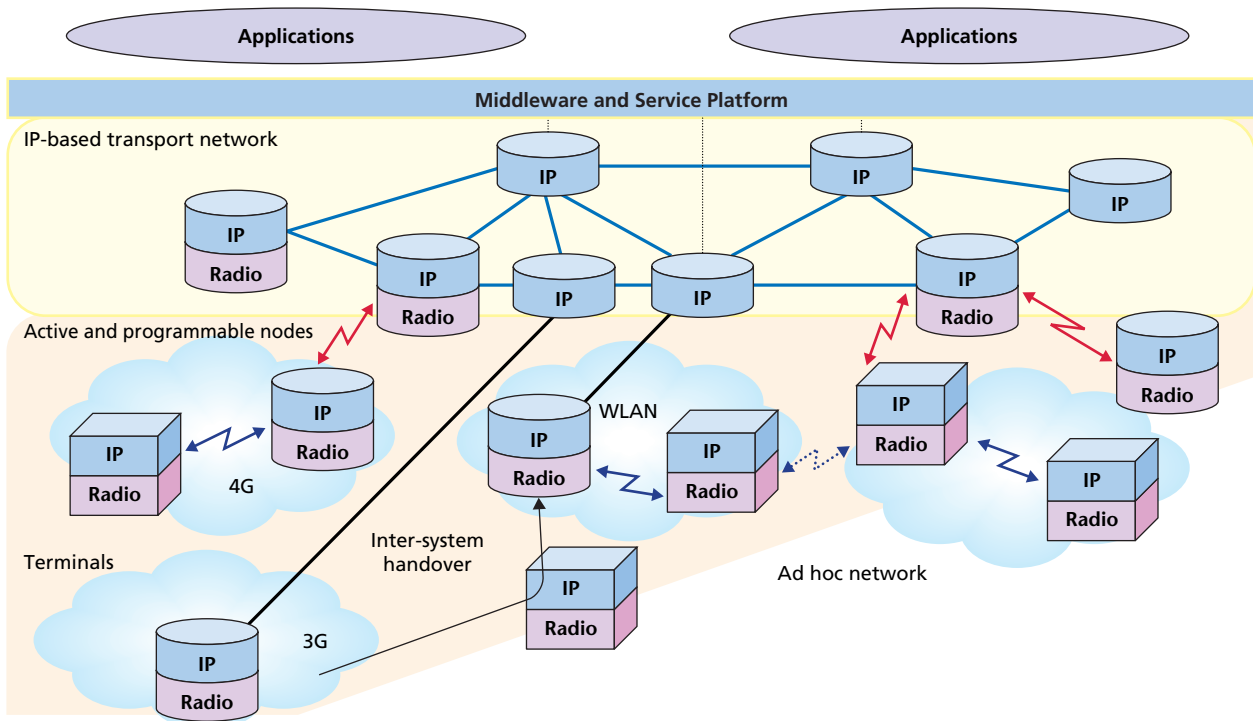 Applications
Applications
Middleware and Service Platform
IP-based transport network
IP
IP
IP
IP
Radio
IP
Radio
IP
IP
IP
Radio
Active and programmable nodes
IP
Radio
IP
Radio
IP
Radio
4G
WLAN
IP
Radio
IP
Radio
IP
Radio
IP
Radio
Terminals
Inter-system
handover
IP
Radio
Ad hoc network
3G
IP
Radio